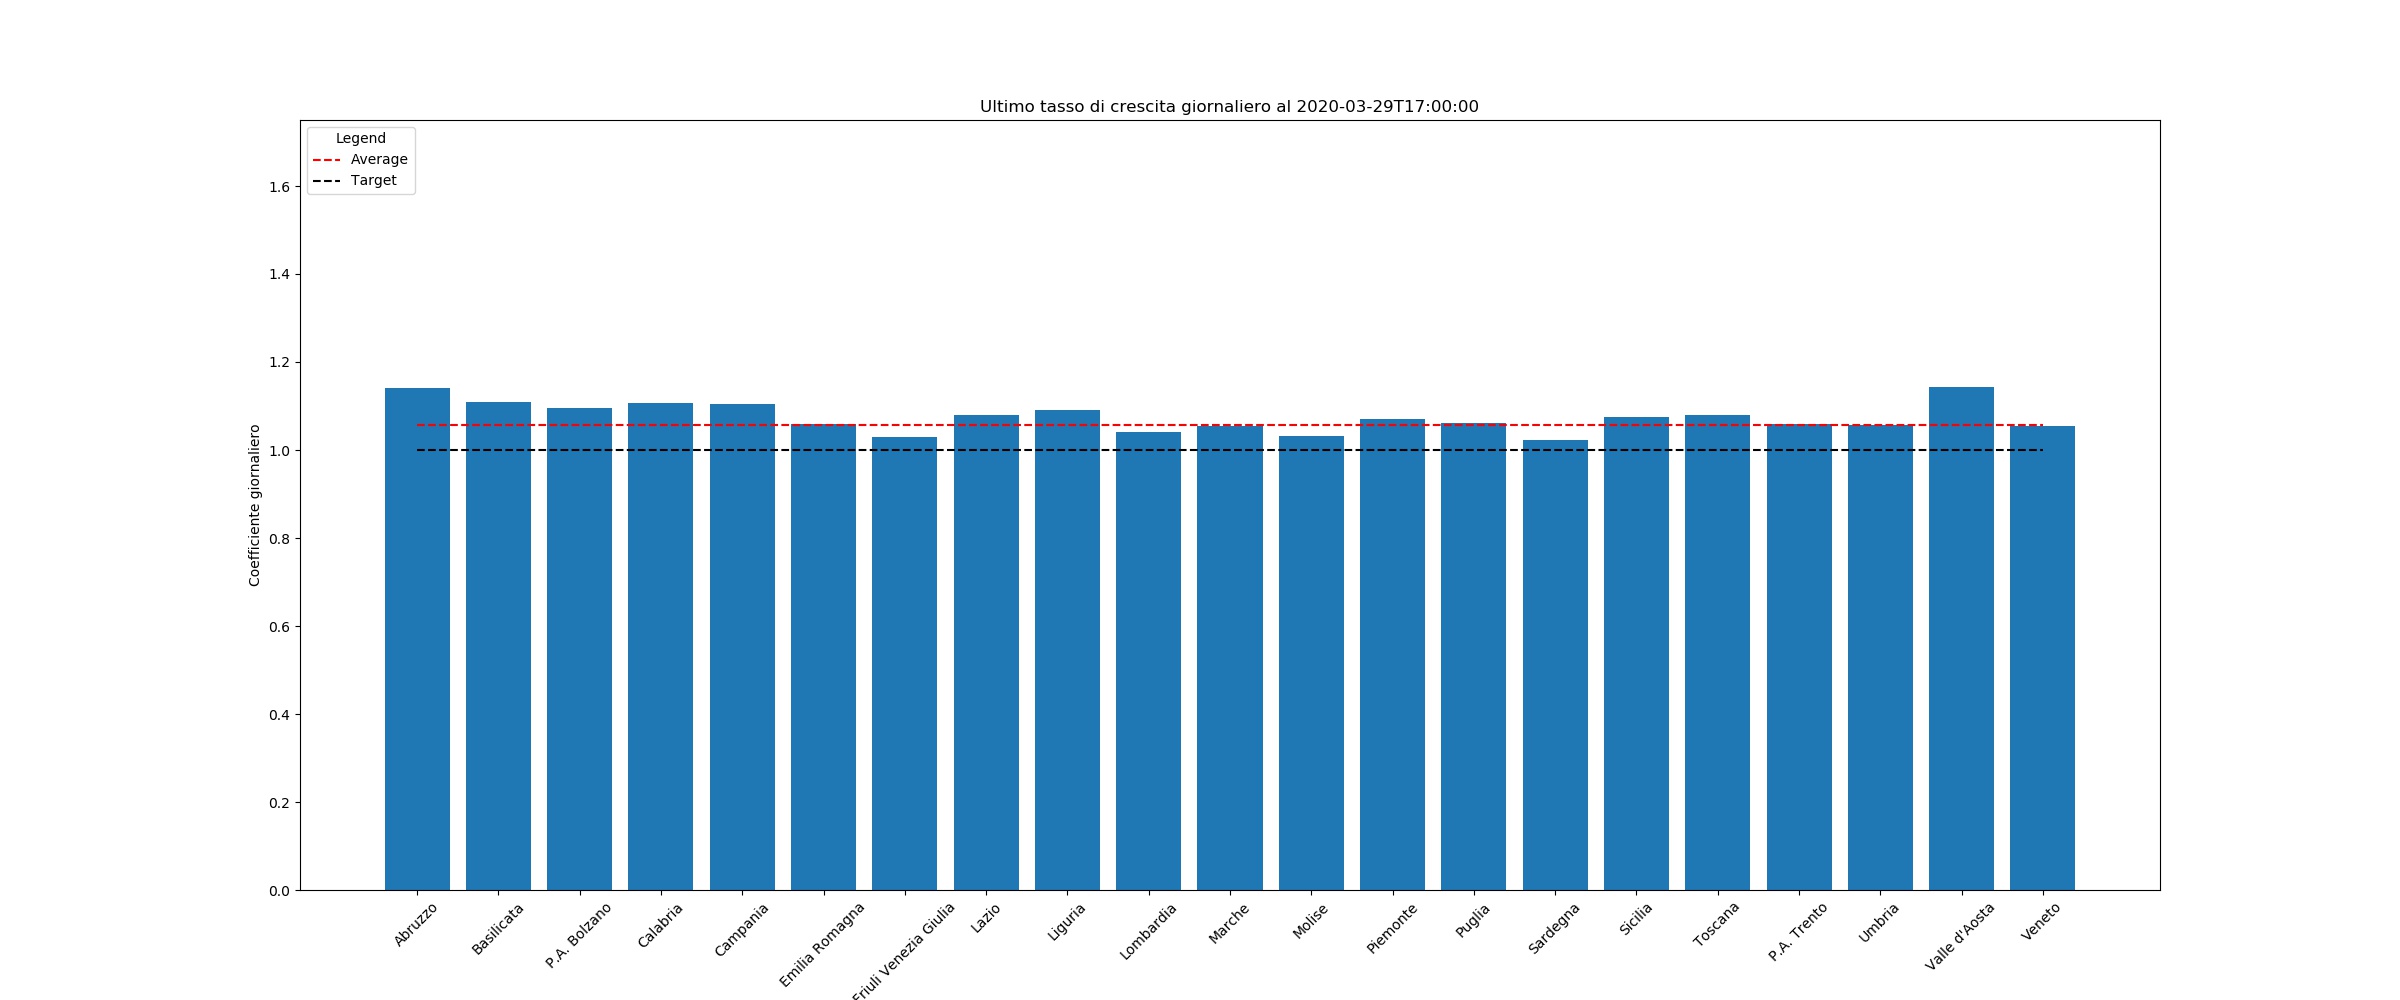 Ultimo tasso di crescita giornaliero al 2020-03-29T17:00:00
Legend
Average
Target
Coefficiente giornaliero
1.6
1.4
1.2
1.0
0.8
0.6
0.4
0.2
0.0
Abruzzo
Basilicata
P.A. Bolzano
Calabria
Campania
Emilia Romagna
Friuli Venezia Giulia
Lazio
Liguria
Lombardia
Marche
Molise
Piemonte
Puglia
Sardegna
Sicilia
Toscana
P.A. Trento
Umbria
Valle d'Aosta
Veneto